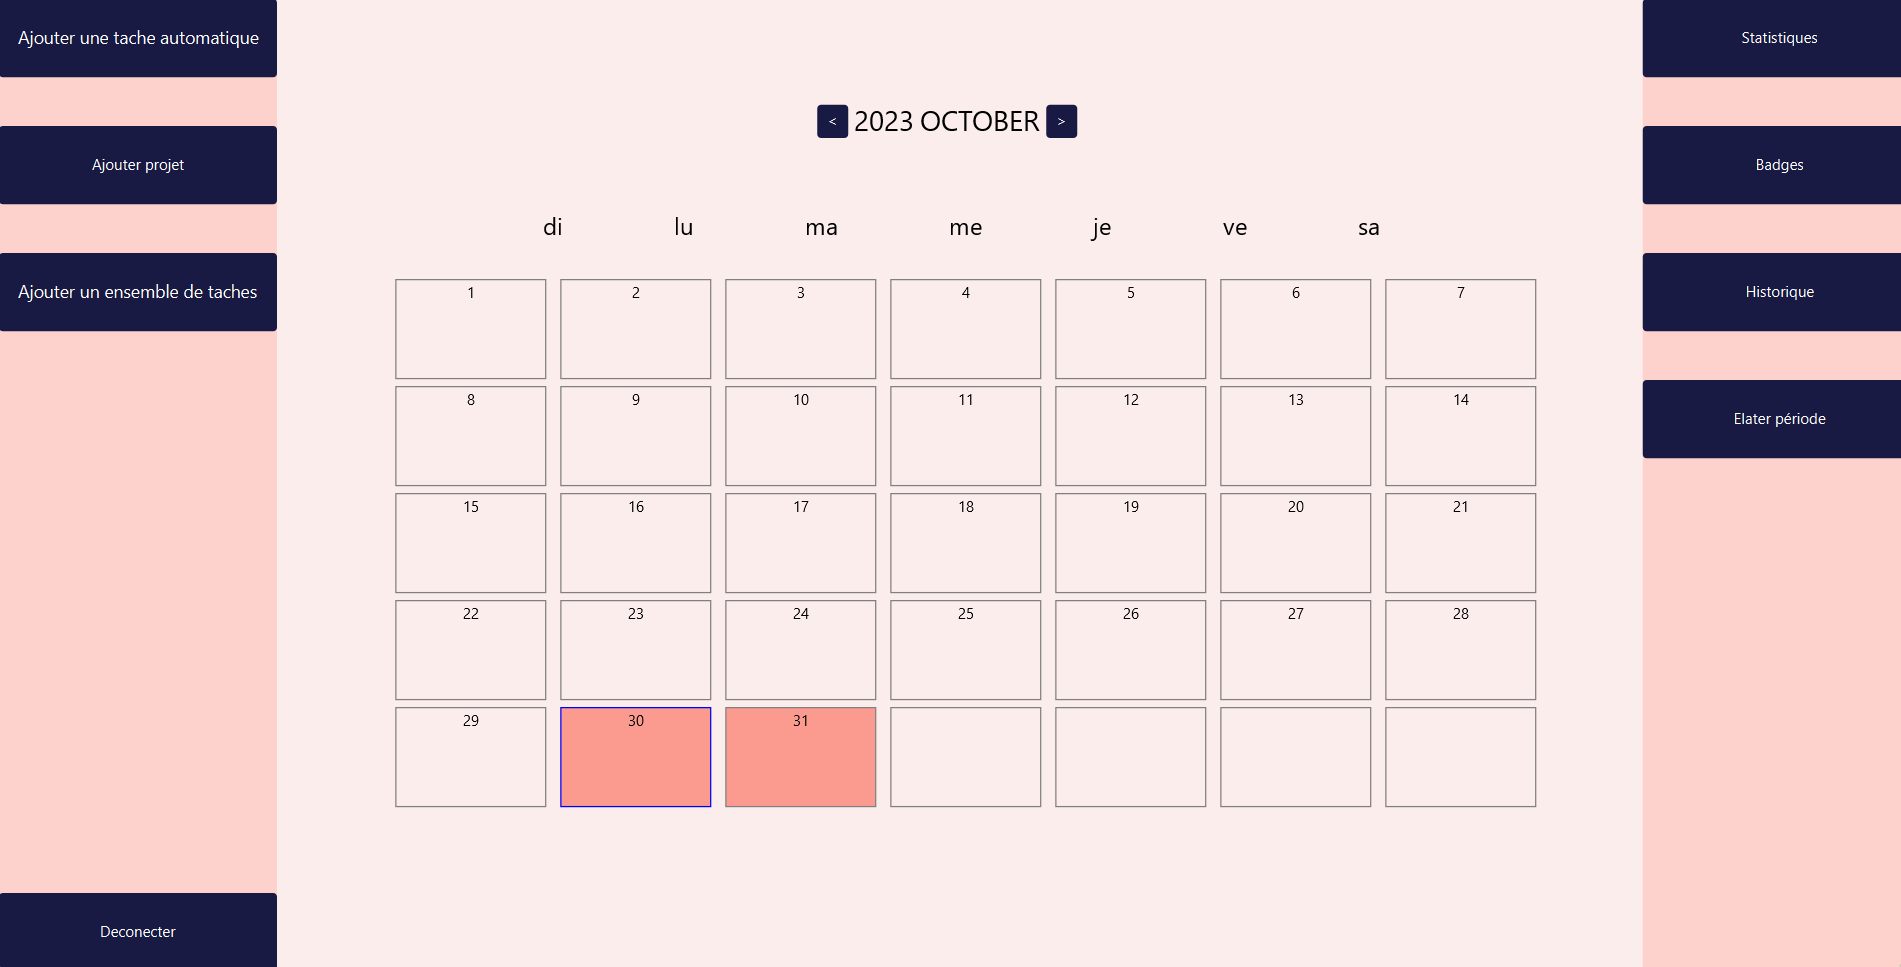 Ajouter une tache automatique
Ajouter projet
Ajouter un ensemble de taches
Deconecter
< 2023 OCTOBER >
di lu ma me je ve sa
1 2 3 4 5 6 7
8 9 10 11 12 13 14
15 16 17 18 19 20 21
22 23 24 25 26 27 28
29 30 31
Statistiques
Badges
Historique
Elater période